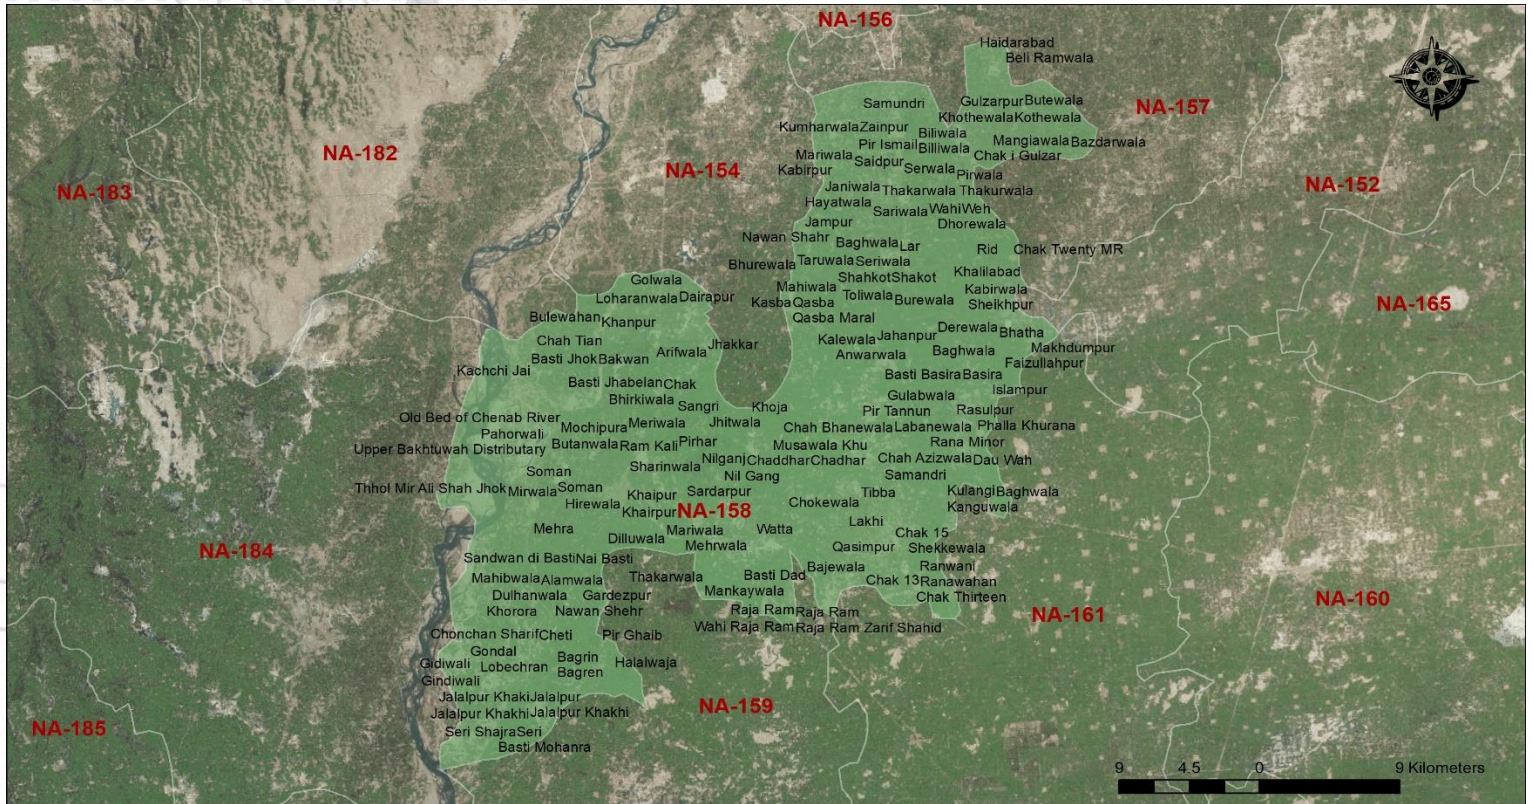 NA-156
Haidarabad
Beli Ramwala
Samundri
Gulzarpur
Butewala
NA-157
Khothewala
Kothewala
Kumharwala
Zainpur
Biliwala
Pir Ismail
Billiwala
Mangiawala
Bazdarwala
NA-182
Mariwala
Saidpur
Chak i Gulzar
Kabirpur
Serwala
Pirwala
NA-154
NA-183
NA-152
Janiwala
Thakarwala
Thakurwala
Hayatwala
Sariwala
Wahi
Weh
Jampur
Dhorewala
Nawan Shahr
Baghwala
Lar
Rid
Chak Twenty MR
Bhurewala
Taruwala
Seriwala
Golwala
Shahkot
Shakot
Khalilabad
Mahiwala
Kabirwala
Loharanwala
Dairapur
Kasba
Qasba
Toliwala
Burewala
Sheikhpur
NA-165
Bulewahan
Khanpur
Qasba Maral
Chah Tian
Kalewala
Jahanpur
Derewala
Bhatha
Jhakkar
Makhdumpur
Basti Jhok
Bakwan
Arifwala
Anwarwala
Baghwala
Faizullahpur
Kachchi Jai
Basti Jhabelan
Chak
Basti Basira
Basira
Islampur
Bhirkiwala
Sangri
Khoja
Gulabwala
Old Bed of Chenab River
Pir Tannun
Rasulpur
Pahorwali
Mochipura
Meriwala
Jhitwala
Chah Bhanewala
Labanewala
Phalla Khurana
Upper Bakhtuwah Distributary
Butanwala
Ram Kali
Pirhar
Musawala Khu
Rana Minor
Soman
Sharinwala
Nilganj
Chaddhar
Chadhar
Chah Azizwala
Dau Wah
Nil Gang
Samandri
Thhol Mir Ali Shah Jhok
Mirwala
Soman
Khaipur
Sardarpur
Tibba
Kulangi
Baghwala
Hirewala
Khairpur
NA-158
Chokewala
Kanguwala
Mehra
Dilluwala
Mariwala
Watta
Lakhi
Chak 15
NA-184
Mehrwala
Qasimpur
Shekkewala
Sandwan di Basti
Nai Basti
Bajewala
Ranwani
Mahibwala
Alamwala
Thakarwala
Basti Dad
Chak 13
Ranawahan
Dulhanwala
Gardezpur
Mankaywala
Chak Thirteen
NA-160
Khorora
Nawan Shehr
Raja Ram
Raja Ram
NA-161
Wahi Raja Ram
Raja Ram Zarif Shahid
Chonchan Sharif
Cheti
Pir Ghaib
Gondal
Bagrin
Gidiwali
Lobechran
Bagren
Halalwaja
Gindiwali
Jalalpur Khaki
Jalalpur
NA-159
Jalalpur Khakhi
Jalalpur Khakhi
NA-185
Seri Shajra
Seri
Basti Mohanra
9 4.5 0 9 Kilometers